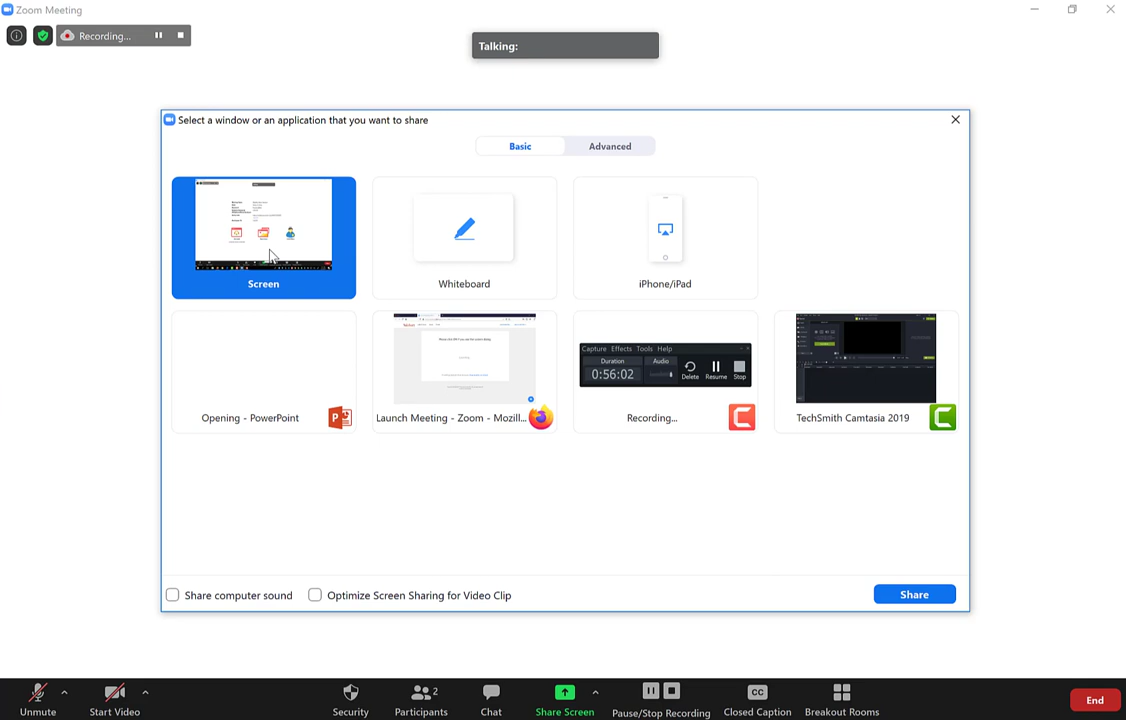 Zoom Meeting
Recording...
Talking:
Select a window or an application that you want to share
Basic
Advanced
Screen
Whiteboard
iPhone/iPad
Opening - PowerPoint
Launch Meeting - Zoom - Mozill...
Capture Effects Tools Help
Duration
Audio
0:56:02
Delete
Resume
Stop
Recording...
TechSmith Camtasia 2019
Share computer sound
Optimize Screen Sharing for Video Clip
Share
Unmute
Start Video
Security
2
Participants
Chat
Share Screen
Pause/Stop Recording
CC
Closed Caption
Breakout Rooms
End